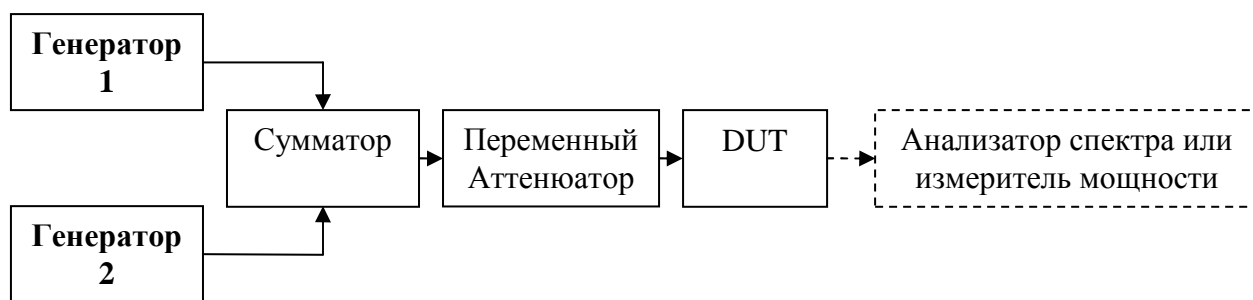 Генератор
1
Сумматор
Переменный
Аттенюатор
DUT
Анализатор спектра или
измеритель мощности
Генератор
2